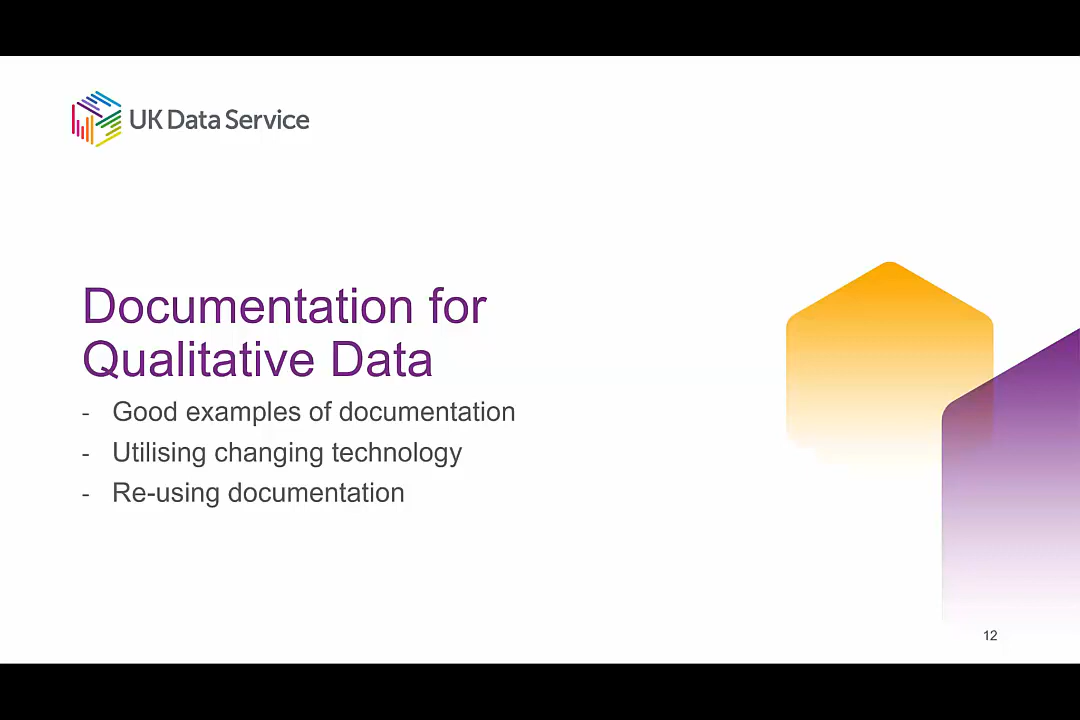 UK Data Service
Documentation for
Qualitative Data
- Good examples of documentation
- Utilising changing technology
- Re-using documentation
12